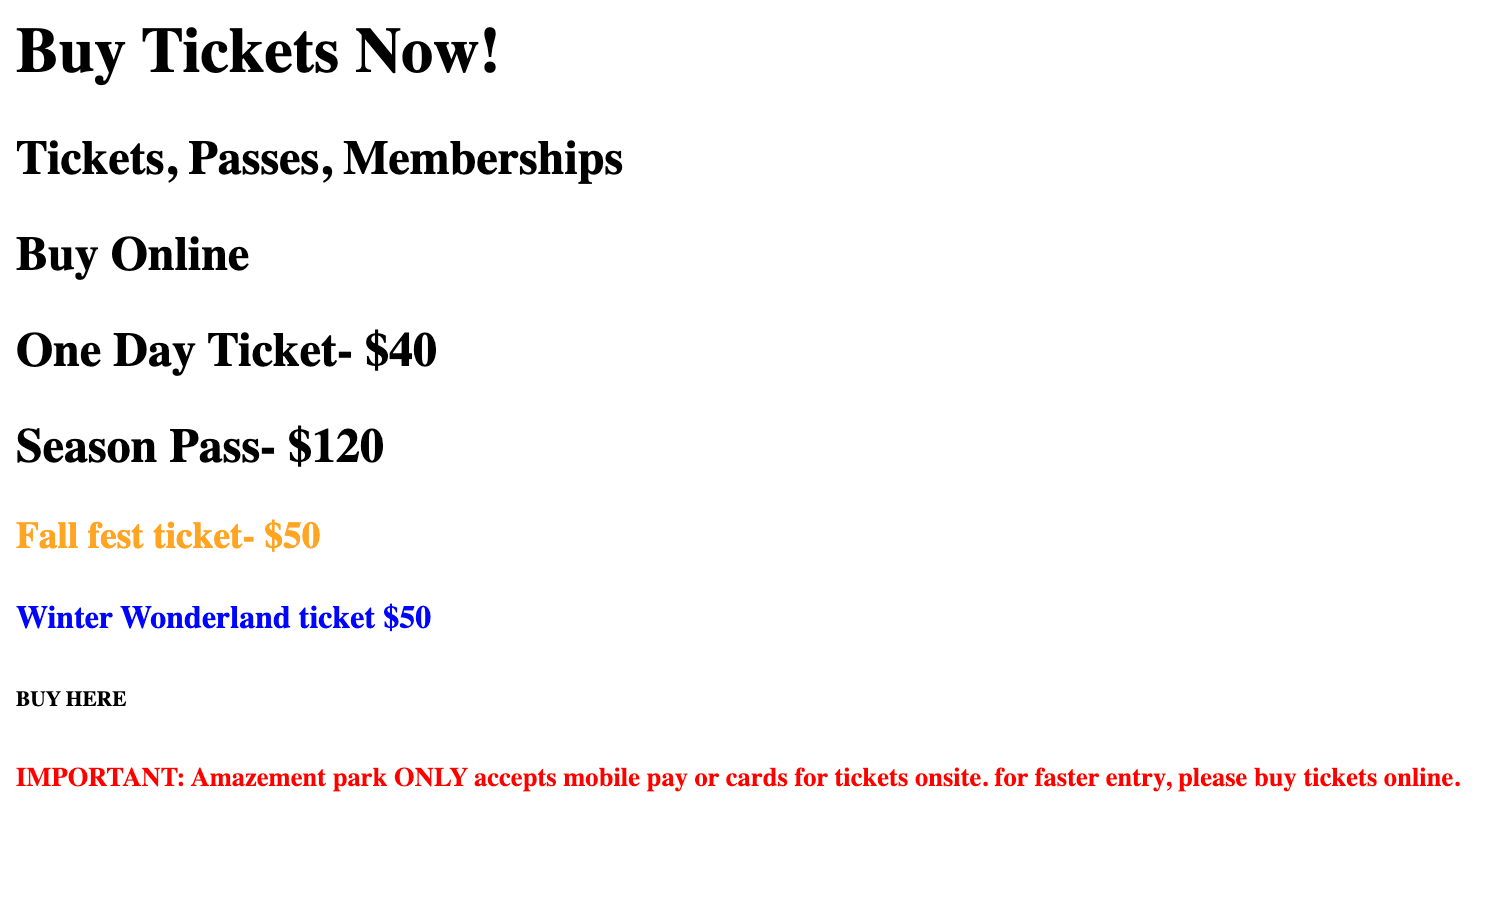 Buy Tickets Now!
Tickets, Passes, Memberships
Buy Online
One Day Ticket- $40
Season Pass- $120
Fall fest ticket- $50
Winter Wonderland ticket $50
BUY HERE
IMPORTANT: Amazement park ONLY accepts mobile pay or cards for tickets onsite. for faster entry, please buy tickets online.